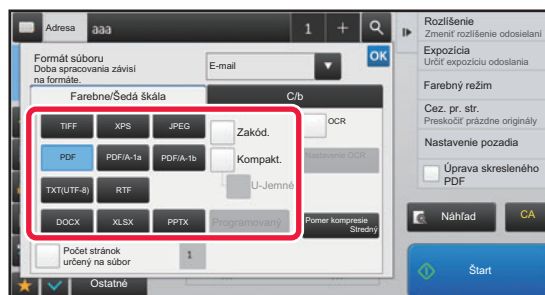 Adresa
aaa
1
+
Formát súboru
Doba spracovania závisí
na formáte.
E-mail
OK
Farebne/Šedá škála
C/b
TIFF
XPS
JPEG
Zakód.
OCR
PDF
PDF/A-1a
PDF/A-1b
Kompakt.
Nastavenie OCR
TXT(UTF-8)
RTF
U-Jemné
DOCX
XLSX
PPTX
Programovaný
Pomer kompresie
Stredný
Počet stránok
určený na súbor
1
Ostatné
Rozlíšenie
Zmeniť rozlíšenie odosielani
Expozícia
Určiť expozíciu odoslania
Farebný režim
Cez. pr. str.
Preskočiť prázdne originály
Nastavenie pozadia
Úprava skresleného
PDF
Náhľad
CA
Štart